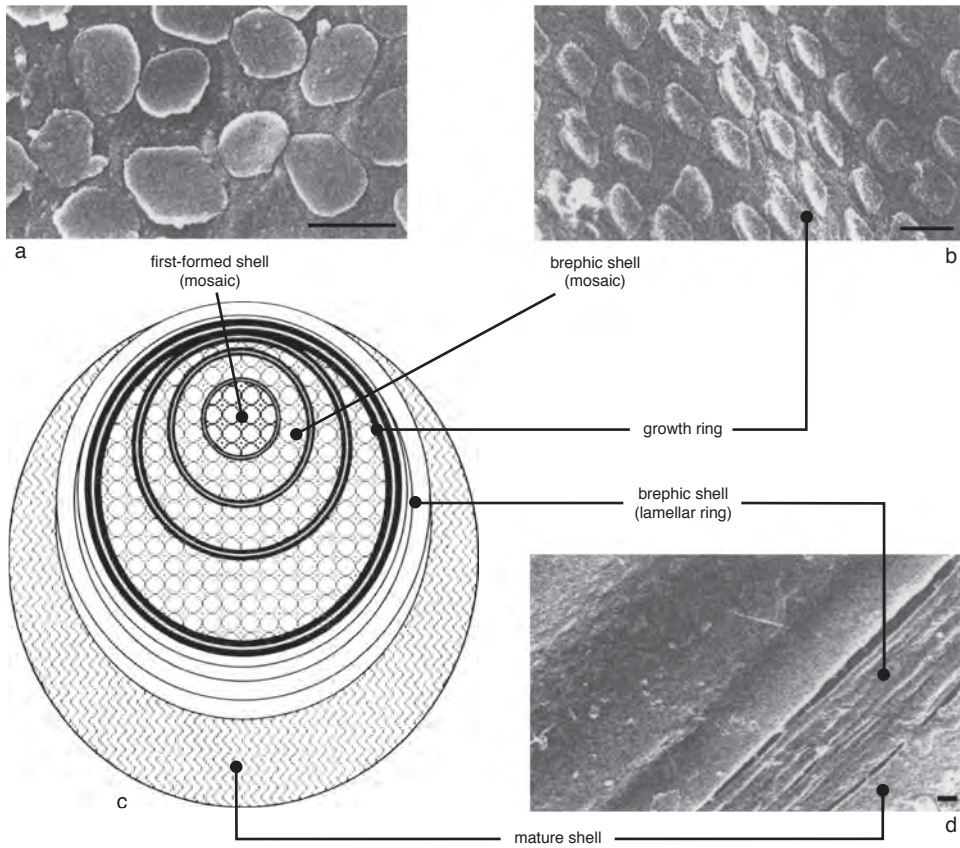 a
b
first-formed shell
(mosaic)
brephic shell
(mosaic)
growth ring
brephic shell
(lamellar ring)
c
d
mature shell